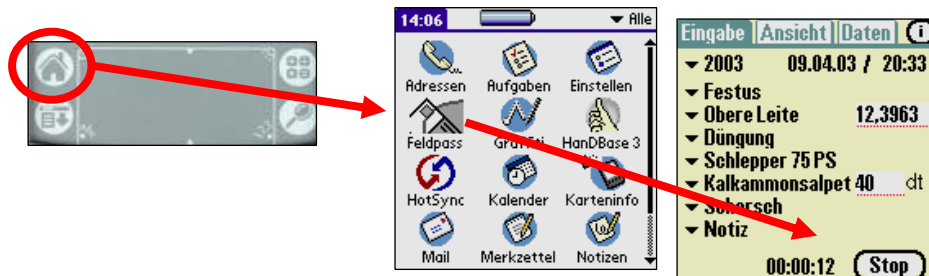 14:06 Alle
Adressen Aufgaben Einstellen
Feldpass Graffiti HanDBase 3
HotSync Kalender Karteninfo
Mail Merkzettel Notizen
Eingabe Ansicht Daten i
2003 09.04.03 / 20:33
Festus
Obere Leite 12,3963
Düngung
Schlepper 75 PS
Kalkammonsalpet 40 dt
Schorsch
Notiz
00:00:12 Stop